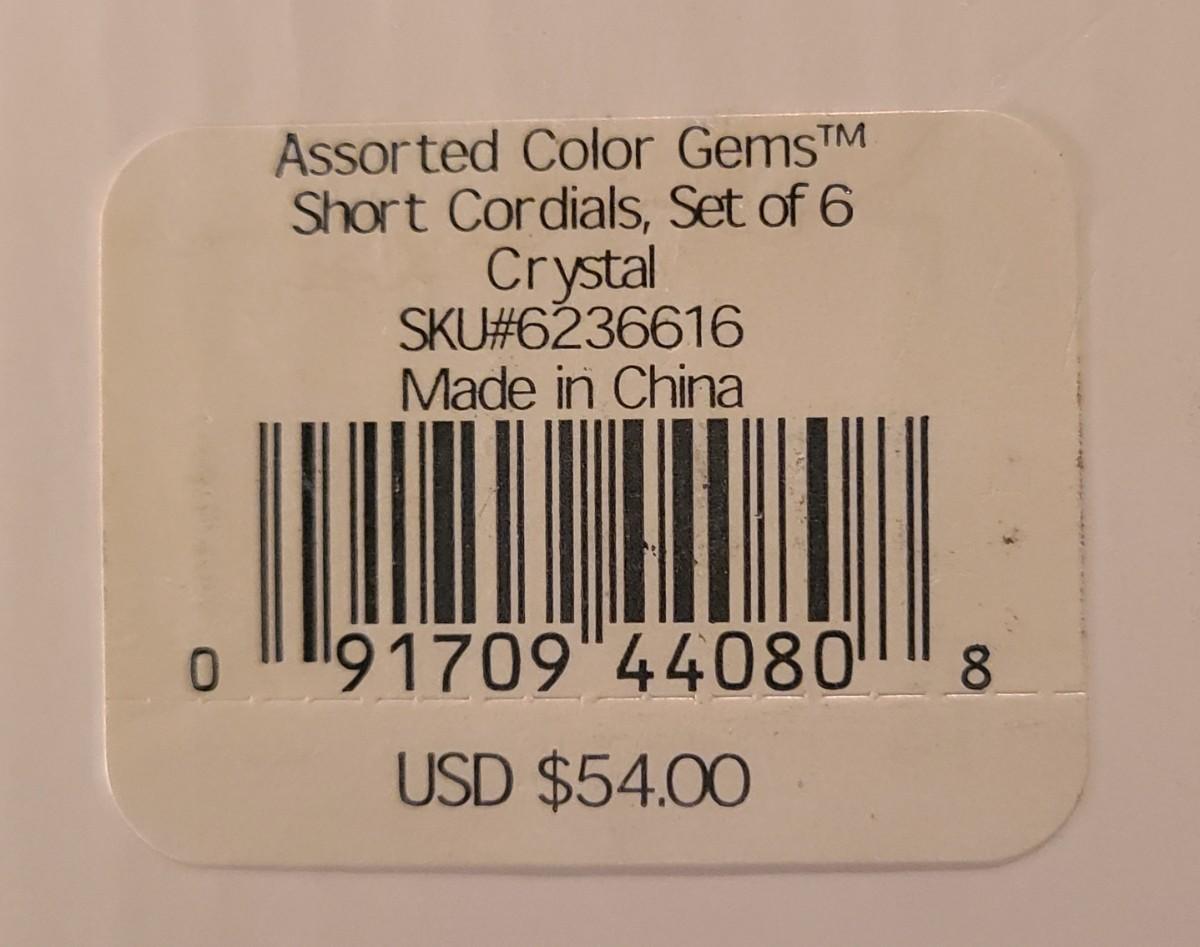 Assorted Color Gems™
Short Cordials, Set of 6
Crystal
SKU#6236616
Made in China
0 91709 44080 8
USD $54.00